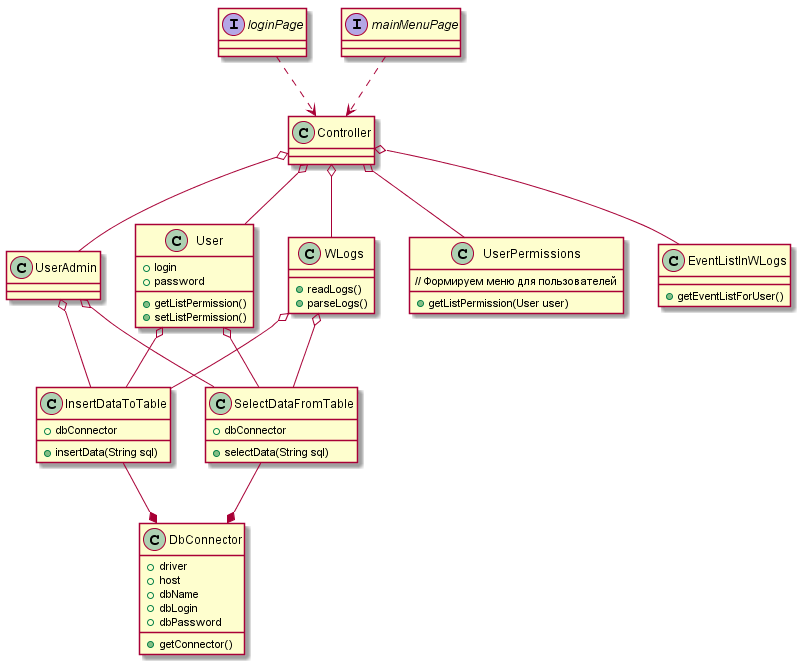 I loginPage
I mainMenuPage
C Controller
C UserAdmin
C User
login
password
getListPermission()
setListPermission()
C WLogs
readLogs()
parseLogs()
C UserPermissions
// Формируем меню для пользователей
getListPermission(User user)
C EventListInWLogs
getEventListForUser()
C InsertDataToTable
dbConnector
insertData(String sql)
C SelectDataFromTable
dbConnector
selectData(String sql)
C DbConnector
driver
host
dbName
dbLogin
dbPassword
getConnector()